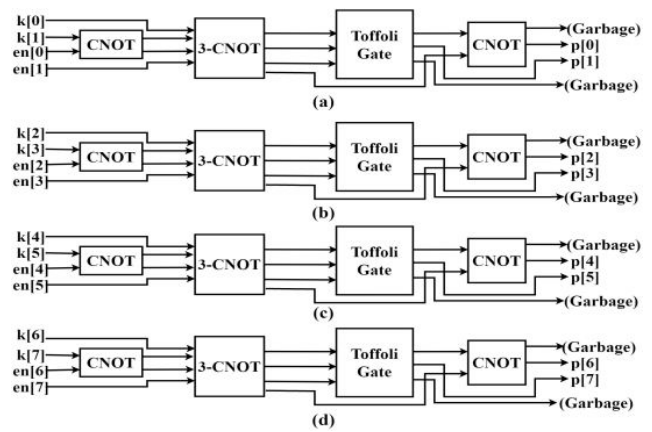 k[0]
k[1]
en[0]
en[1]
CNOT
3-CNOT
Toffoli
Gate
CNOT
(Garbage)
p[0]
p[1]
(Garbage)
(a)
k[2]
k[3]
en[2]
en[3]
CNOT
3-CNOT
Toffoli
Gate
CNOT
(Garbage)
p[2]
p[3]
(Garbage)
(b)
k[4]
k[5]
en[4]
en[5]
CNOT
3-CNOT
Toffoli
Gate
CNOT
(Garbage)
p[4]
p[5]
(Garbage)
(c)
k[6]
k[7]
en[6]
en[7]
CNOT
3-CNOT
Toffoli
Gate
CNOT
(Garbage)
p[6]
p[7]
(Garbage)
(d)